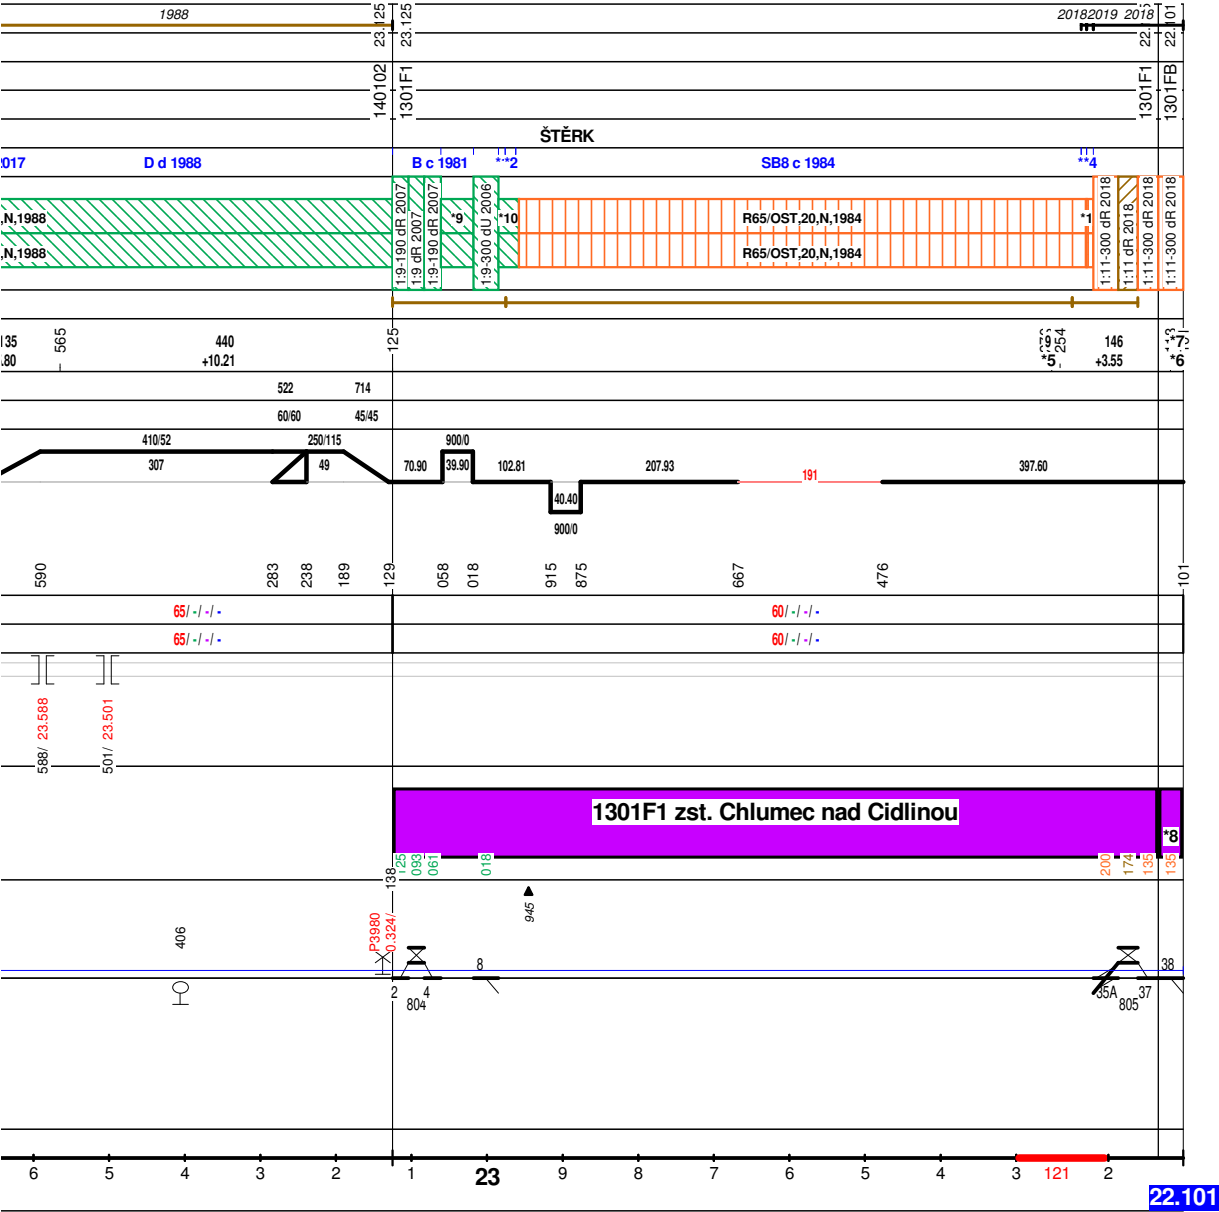 1988
2018 2019 2018
23.125
23.125
22.101
140102
1301F1
1301F1
1301FB
ŠTĚRK
2017
D d 1988
B c 1981
*2
SB8 c 1984
**4
,N,1988
1:9-190 dR 2007
1:9 dR 2007
1:9-190 dR 2007
*9
1:9-300 dU 2006
*10
R65/OST,20,N,1984
*1
1:11-300 dR 2018
1:11 dR 2018
1:11-300 dR 2018
1:11-300 dR 2018
,N,1988
R65/OST,20,N,1984
135
565
440
125
254
146
*7
.80
+10.21
*5
+3.55
*6
522
714
60/60
45/45
410/52
250/115
900/0
307
49
70.90
39.90
102.81
207.93
191
397.60
40.40
900/0
590
283
238
189
129
058
018
915
875
667
476
101
65/ -/ -/ -
60/ -/ -/ -
65/ -/ -/ -
60/ -/ -/ -
588/ 23.588
501/ 23.501
1301F1 zst. Chlumec nad Cidlinou
*8
125
093
061
018
200
174
135
135
138
945
406
P3980
0.324/
8
38
2
4
804
35A
37
805
6 5 4 3 2 1 23 9 8 7 6 5 4 3 121 2
22.101